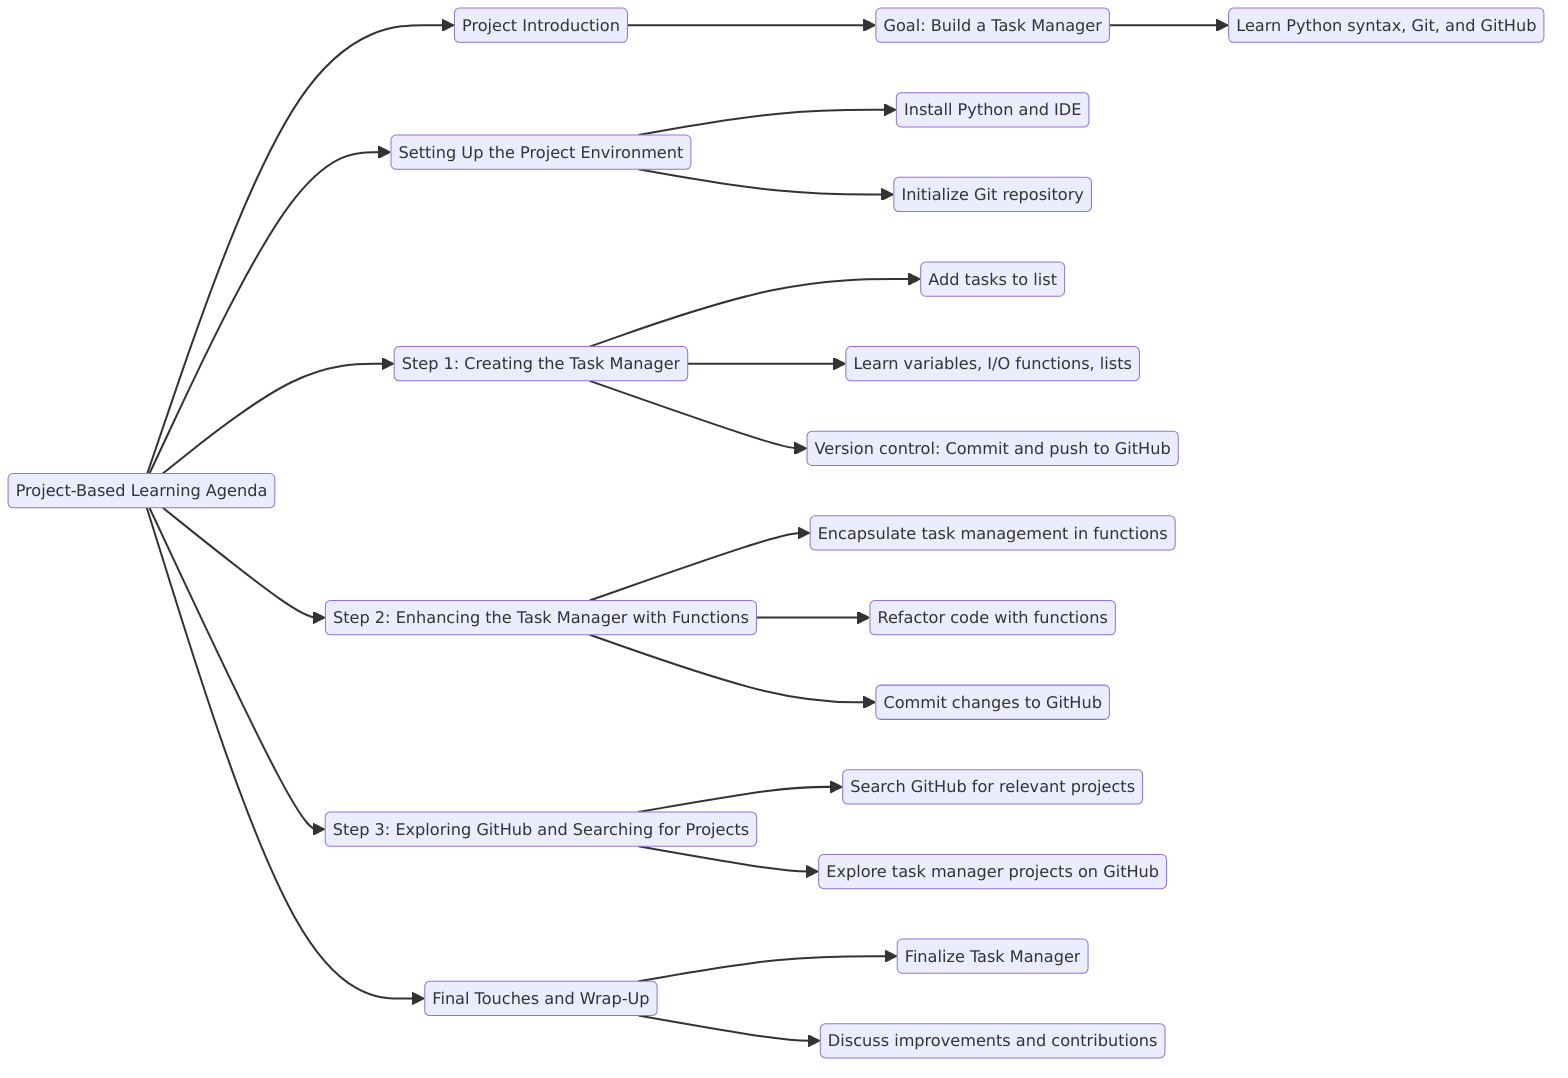 Project-Based Learning Agenda
Project Introduction
Goal: Build a Task Manager
Learn Python syntax, Git, and GitHub
Setting Up the Project Environment
Install Python and IDE
Initialize Git repository
Step 1: Creating the Task Manager
Add tasks to list
Learn variables, I/O functions, lists
Version control: Commit and push to GitHub
Step 2: Enhancing the Task Manager with Functions
Encapsulate task management in functions
Refactor code with functions
Commit changes to GitHub
Step 3: Exploring GitHub and Searching for Projects
Search GitHub for relevant projects
Explore task manager projects on GitHub
Final Touches and Wrap-Up
Finalize Task Manager
Discuss improvements and contributions